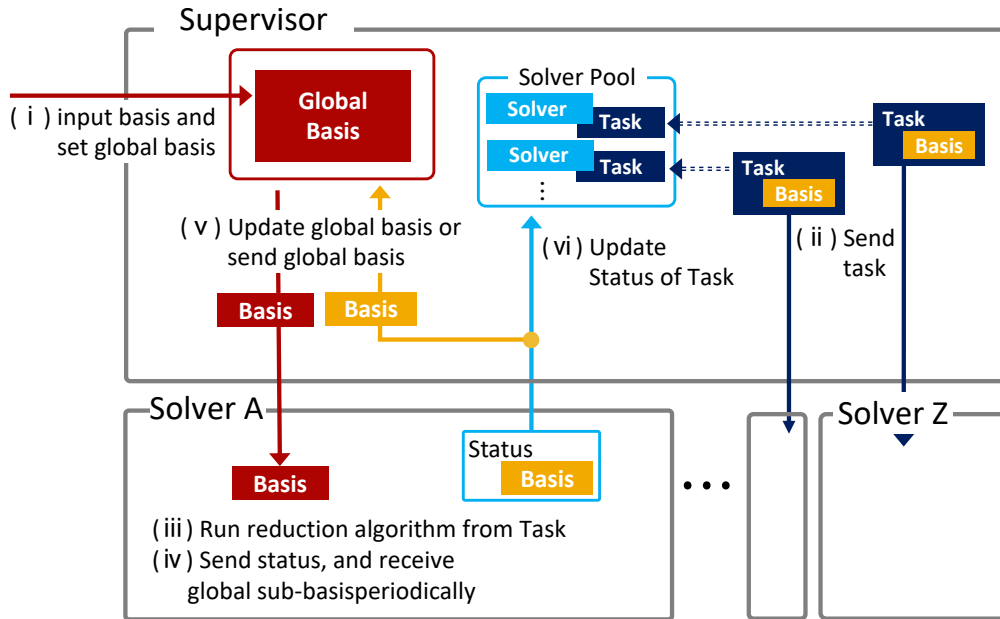 Supervisor
Global
Basis
(ⅰ) input basis and
set global basis
Solver Pool
Solver
Task
Solver
Task
⋮
Task
Basis
Task
Basis
(ⅱ) Send
task
(ⅴ) Update global basis or
send global basis
(ⅵ) Update
Status of Task
Basis
Basis
Solver A
Solver Z
Status
Basis
Basis
•••
(ⅲ) Run reduction algorithm from Task
(ⅳ) Send status, and receive
global sub-basisperiodically